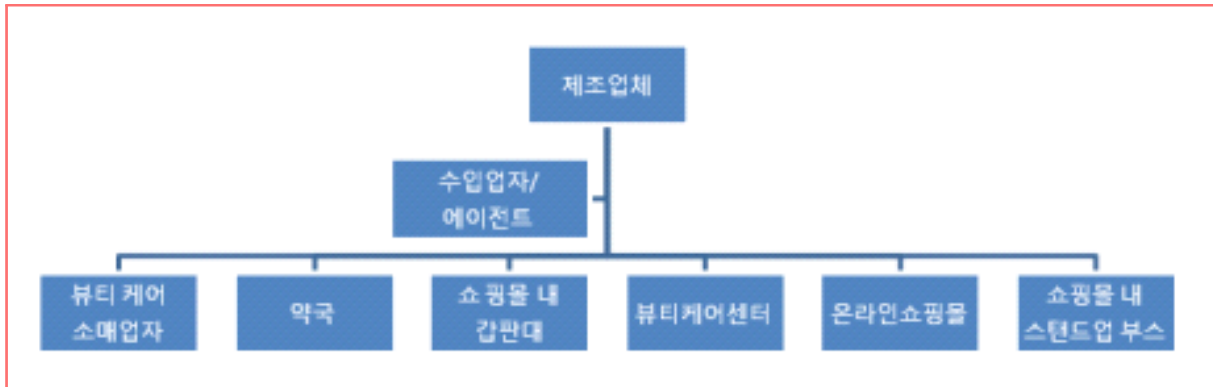 제조업체
수입업자/
에이전트
뷰티 케어
소매업자
약국
쇼 핑몰 내
갑판대
뷰티케어센터
온라인쇼핑몰
쇼핑몰 내
스탠드업 부스